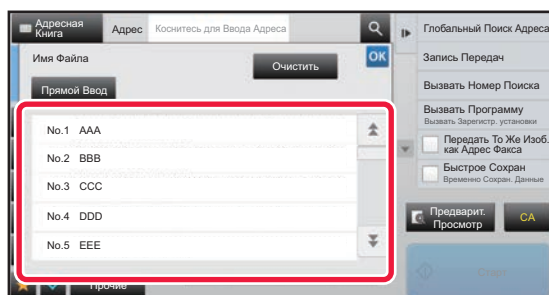 Адресная
Книга
Адрес
Коснитесь для Ввода Адреса
Имя Файла
Очистить
OK
Прямой Ввод
No.1 AAA
No.2 BBB
No.3 CCC
No.4 DDD
No.5 EEE
Прочие
Глобальный Поиск Адреса
Запись Передач
Вызвать Номер Поиска
Вызвать Программу
Вызвать Зарегистр. установки
Передать То Же Изоб.
как Адрес Факса
Быстрое Сохран
Временно Сохран. Данные
Предварит.
Просмотр
CA
Старт